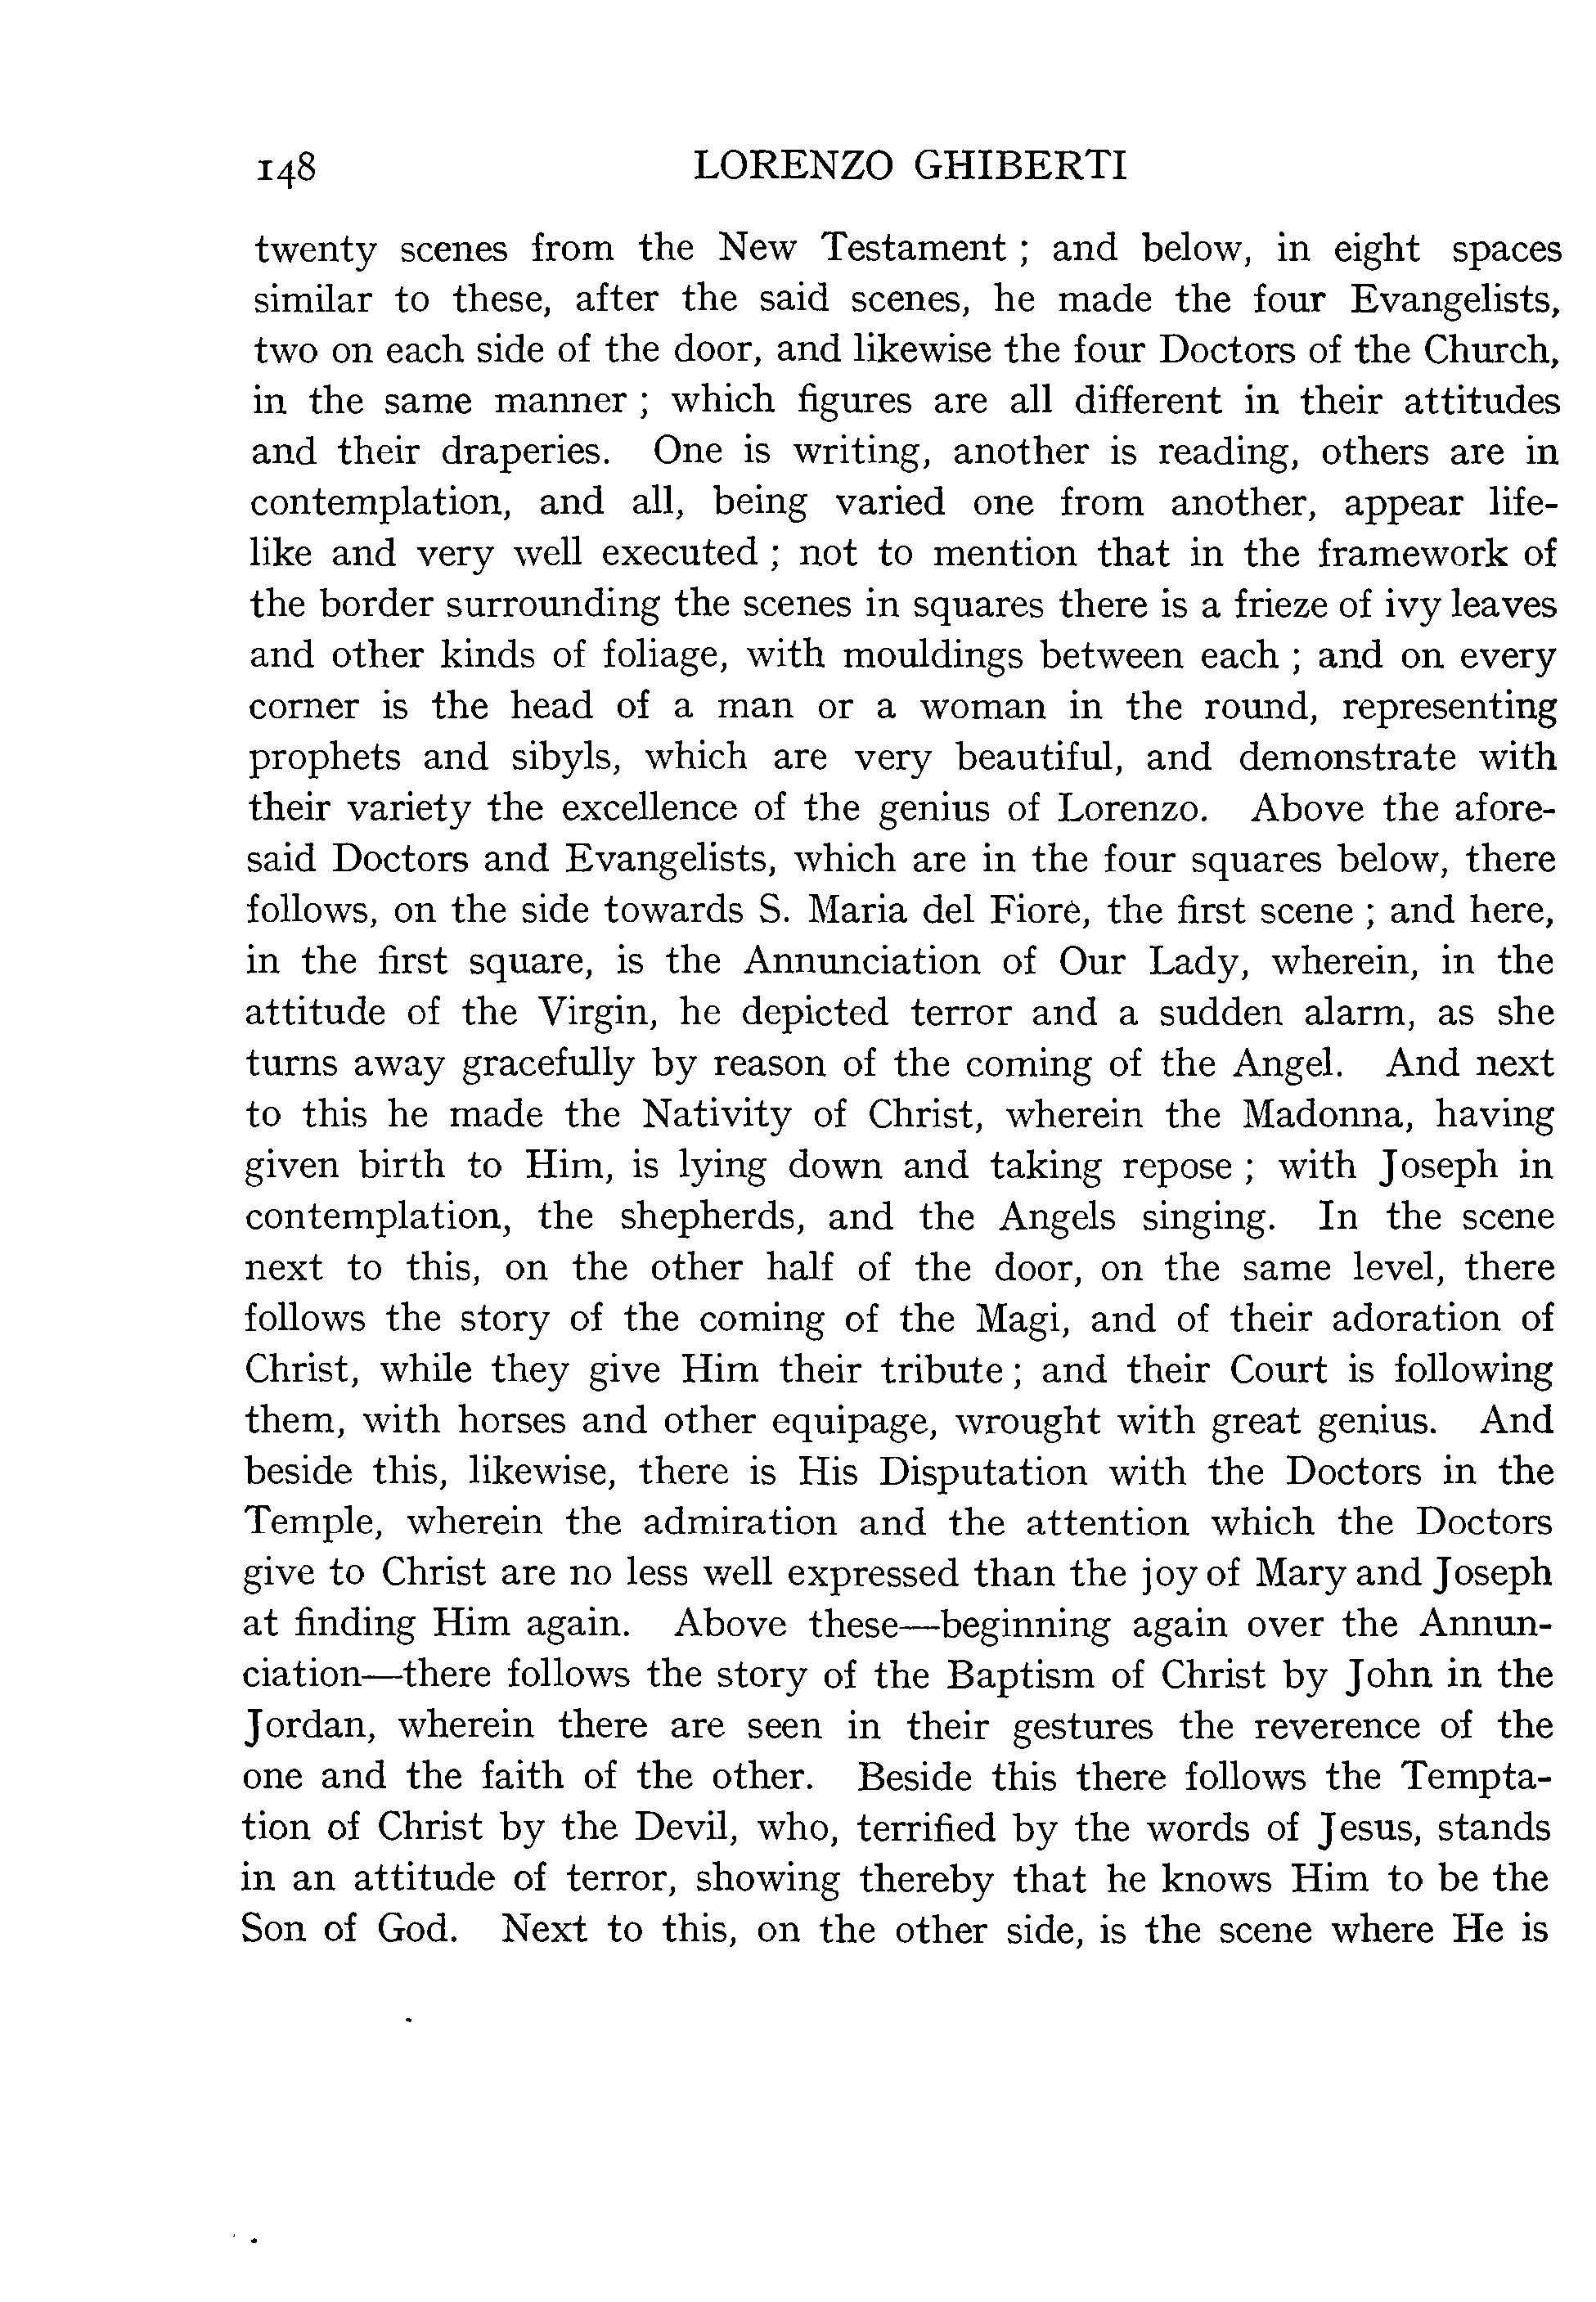 148 LORENZO GHIBERTI
twenty scenes from the New Testament ; and below, in eight spaces
similar to these, after the said scenes, he made the four Evangelists,
two on each side of the door, and likewise the four Doctors of the Church,
in the same manner ; which figures are all different in their attitudes
and their draperies. One is writing, another is reading, others are in
contemplation, and all, being varied one from another, appear life-
like and very well executed ; not to mention that in the framework of
the border surrounding the scenes in squares there is a frieze of ivy leaves
and other kinds of foliage, with mouldings between each ; and on every
corner is the head of a man or a woman in the round, representing
prophets and sibyls, which are very beautiful, and demonstrate with
their variety the excellence of the genius of Lorenzo. Above the afore-
said Doctors and Evangelists, which are in the four squares below, there
follows, on the side towards S. Maria del Fiore, the first scene ; and here,
in the first square, is the Annunciation of Our Lady, wherein, in the
attitude of the Virgin, he depicted terror and a sudden alarm, as she
turns away gracefully by reason of the coming of the Angel. And next
to this he made the Nativity of Christ, wherein the Madonna, having
given birth to Him, is lying down and taking repose ; with Joseph in
contemplation, the shepherds, and the Angels singing. In the scene
next to this, on the other half of the door, on the same level, there
follows the story of the coming of the Magi, and of their adoration of
Christ, while they give Him their tribute ; and their Court is following
them, with horses and other equipage, wrought with great genius. And
beside this, likewise, there is His Disputation with the Doctors in the
Temple, wherein the admiration and the attention which the Doctors
give to Christ are no less well expressed than the joy of Mary and Joseph
at finding Him again. Above these—beginning again over the Annun-
ciation—there follows the story of the Baptism of Christ by John in the
Jordan, wherein there are seen in their gestures the reverence of the
one and the faith of the other. Beside this there follows the Tempta-
tion of Christ by the Devil, who, terrified by the words of Jesus, stands
in an attitude of terror, showing thereby that he knows Him to be the
Son of God. Next to this, on the other side, is the scene where He is